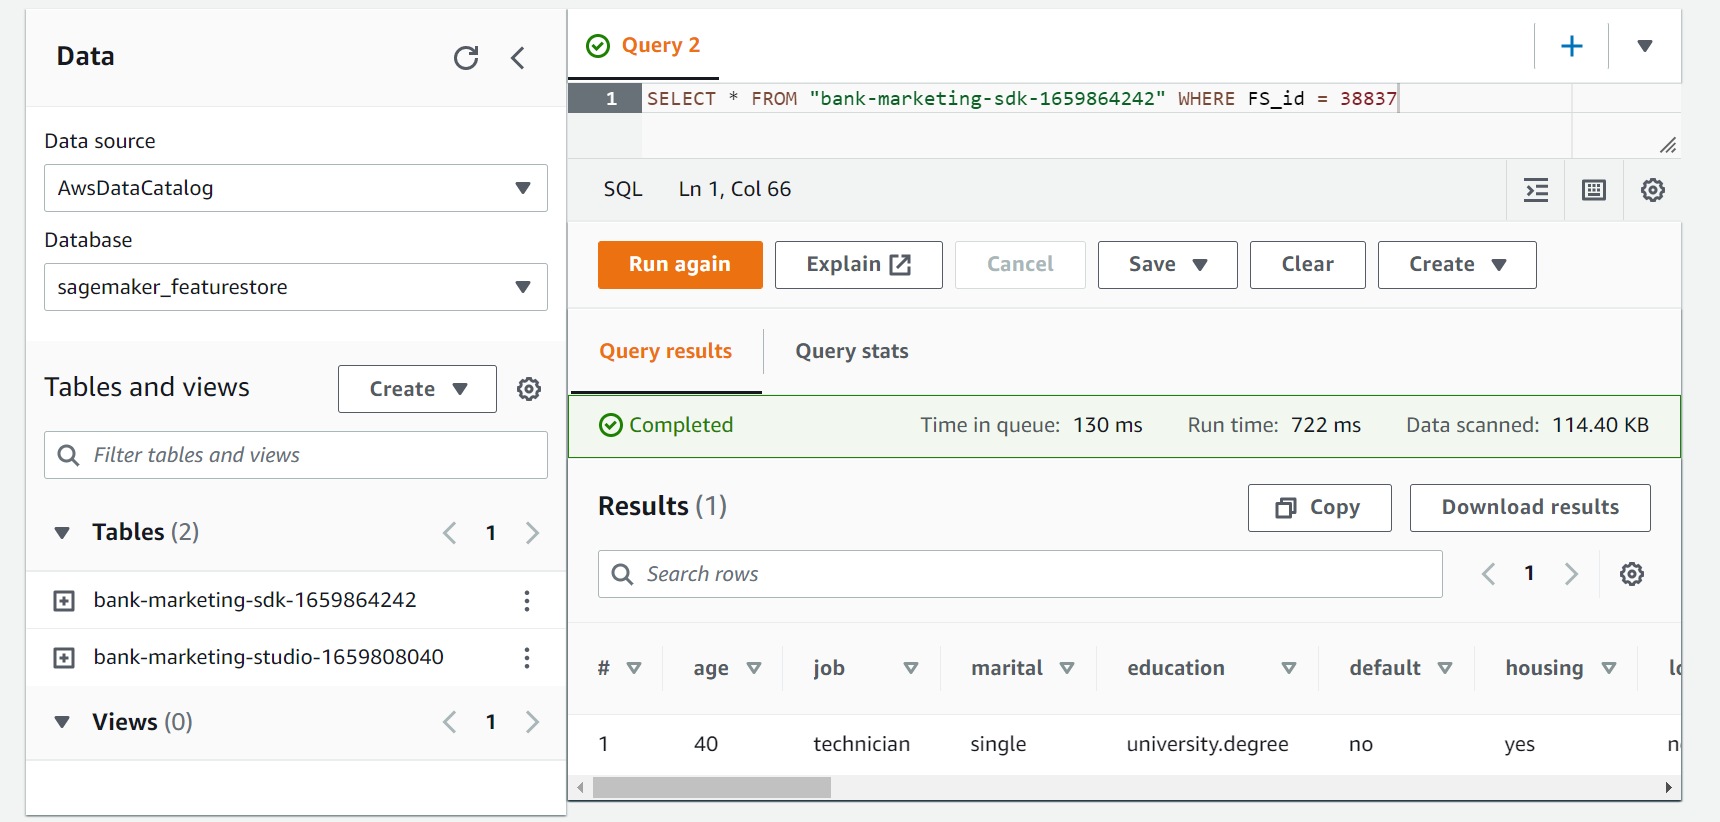 Data
Data source
AwsDataCatalog
Database
sagemaker_featurestore
Tables and views
Create
Filter tables and views
Tables (2)
1
bank-marketing-sdk-1659864242
bank-marketing-studio-1659808040
Views (0)
1
Query 2
1 SELECT * FROM "bank-marketing-sdk-1659864242" WHERE FS_id = 38837
SQL Ln 1, Col 66
Run again Explain Cancel Save Clear Create
Query results Query stats
Completed Time in queue: 130 ms Run time: 722 ms Data scanned: 114.40 KB
Results (1) Copy Download results
Search rows 1
# age job marital education default housing
1 40 technician single university.degree no yes